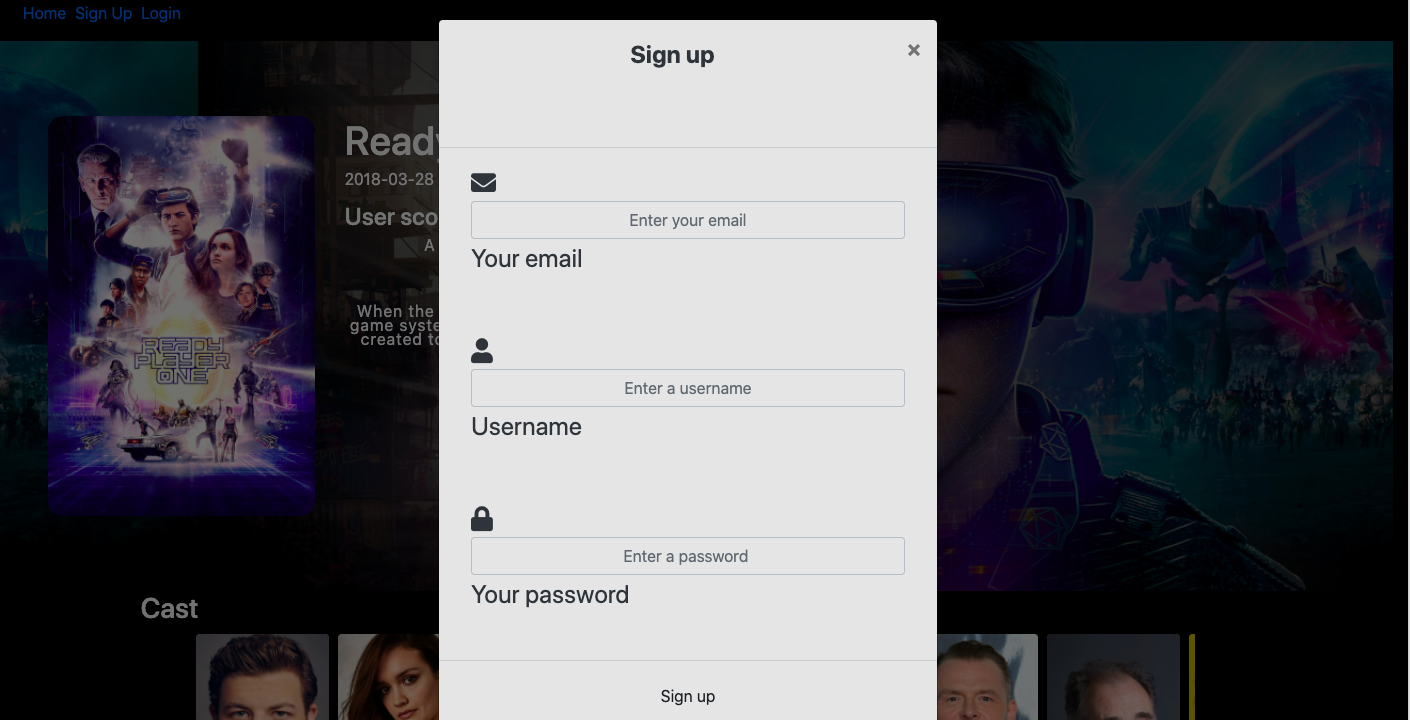 Home Sign Up Login
Sign up
×
Ready
2018-03-28
User sco
A
When the
game syste
created to
READY
PLAYER
ONE
Enter your email
Your email
Enter a username
Username
Enter a password
Your password
Cast
Sign up